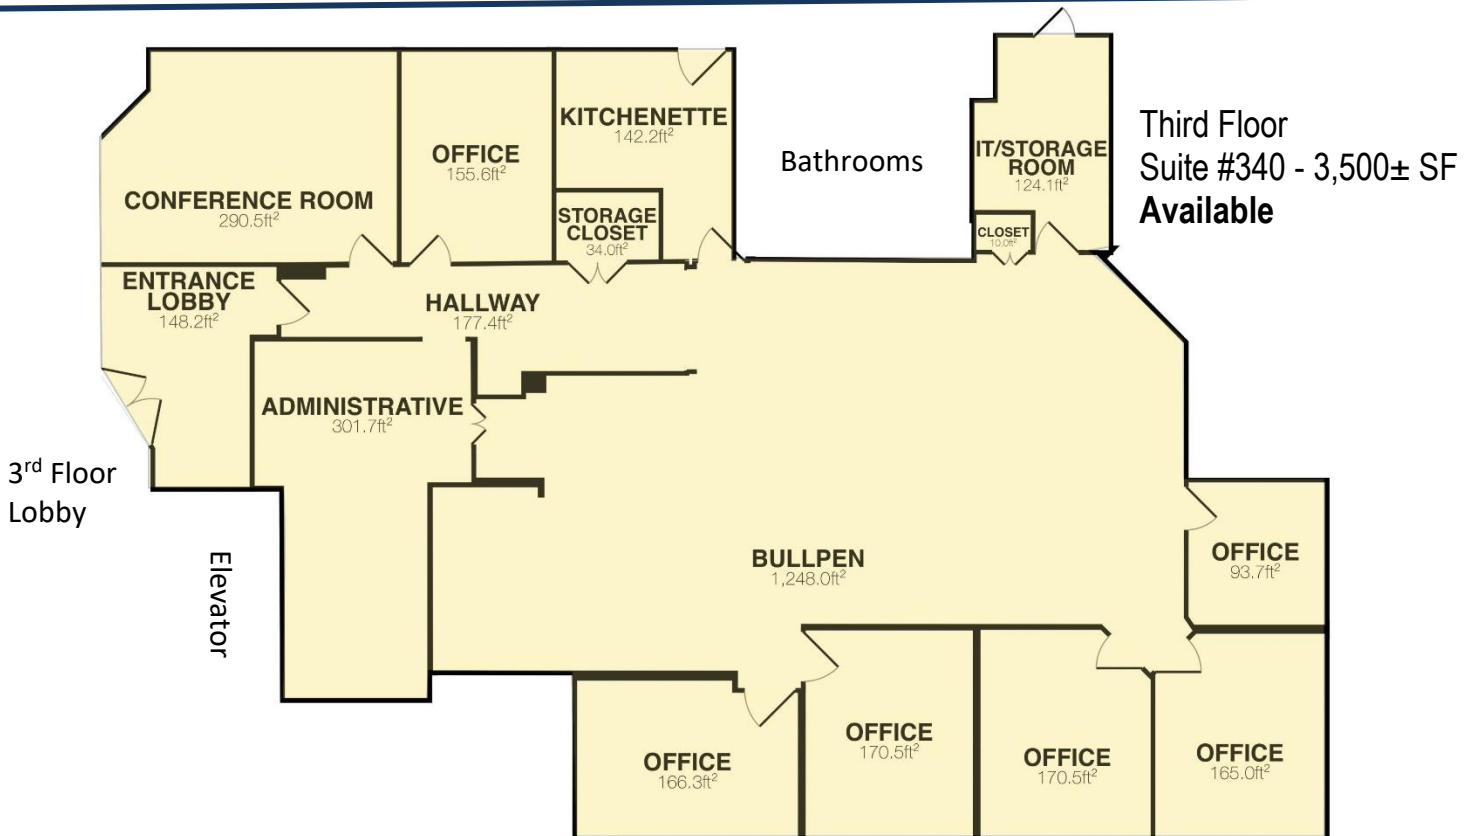 KITCHENETTE
142.2ft²
OFFICE
155.6ft²
CONFERENCE ROOM
290.5ft²
STORAGE
CLOSET
34.0ft²
Bathrooms
IT/STORAGE
ROOM
124.1ft²
CLOSET
10.0ft²
Third Floor
Suite #340 - 3,500± SF
Available
ENTRANCE
LOBBY
148.2ft²
HALLWAY
177.4ft²
ADMINISTRATIVE
301.7ft²
3rd Floor
Lobby
Elevator
BULLPEN
1,248.0ft²
OFFICE
93.7ft²
OFFICE
166.3ft²
OFFICE
170.5ft²
OFFICE
170.5ft²
OFFICE
165.0ft²